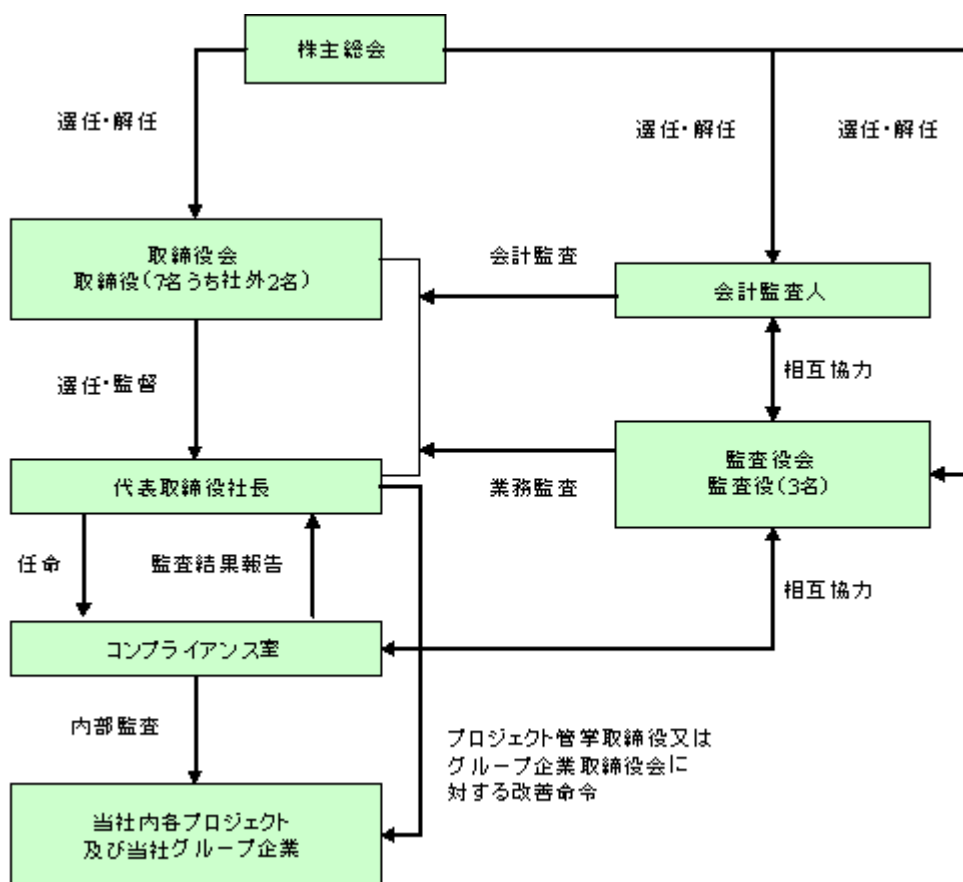 株主総会
選任・解任
選任・解任
選任・解任
取締役会
取締役(7名うち社外2名)
会計監査
会計監査人
選任・監督
相互協力
監査役会
監査役(3名)
代表取締役社長
業務監査
任命
監査結果報告
相互協力
コンプライアンス室
内部監査
プロジェクト管掌取締役又は
グループ企業取締役会に
対する改善命令
当社内各プロジェクト
及び当社グループ企業